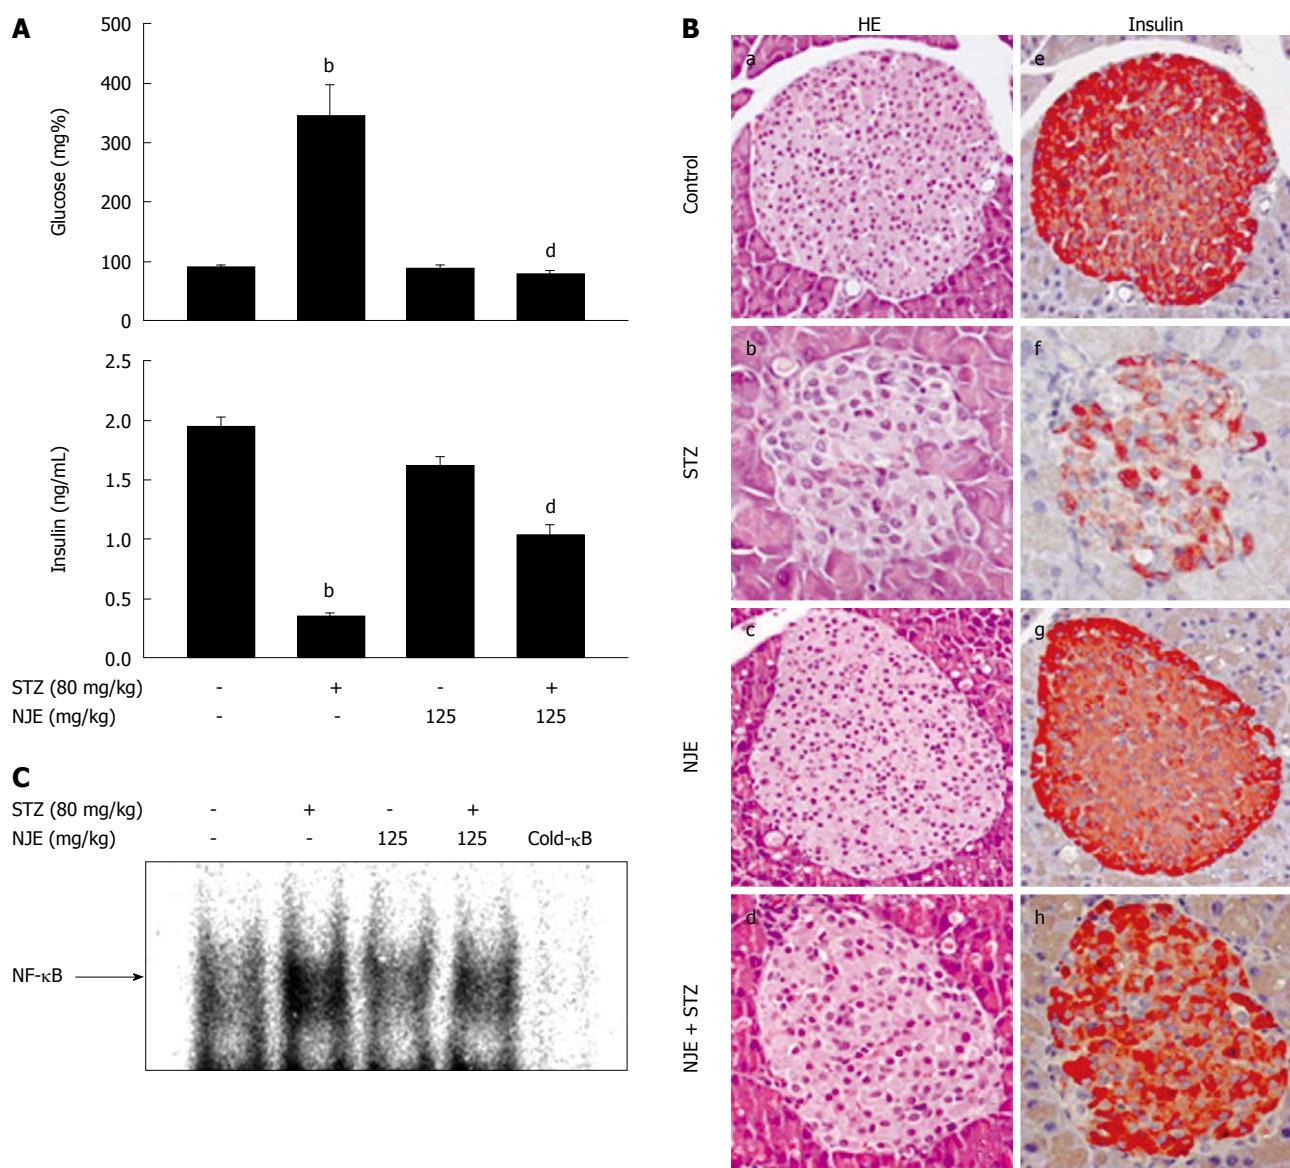 A
500
400
300
200
100
0
Glucose (mg%)
b
d
2.5
2.0
1.5
1.0
0.5
0.0
Insulin (ng/mL)
b
d
STZ (80 mg/kg) - + - +
NJE (mg/kg) - - 125 125
C
STZ (80 mg/kg) - + - +
NJE (mg/kg) - - 125 125 Cold-κB
NF-κB
B
HE Insulin
Control
a e
STZ
b f
NJE
c g
NJE + STZ
d h